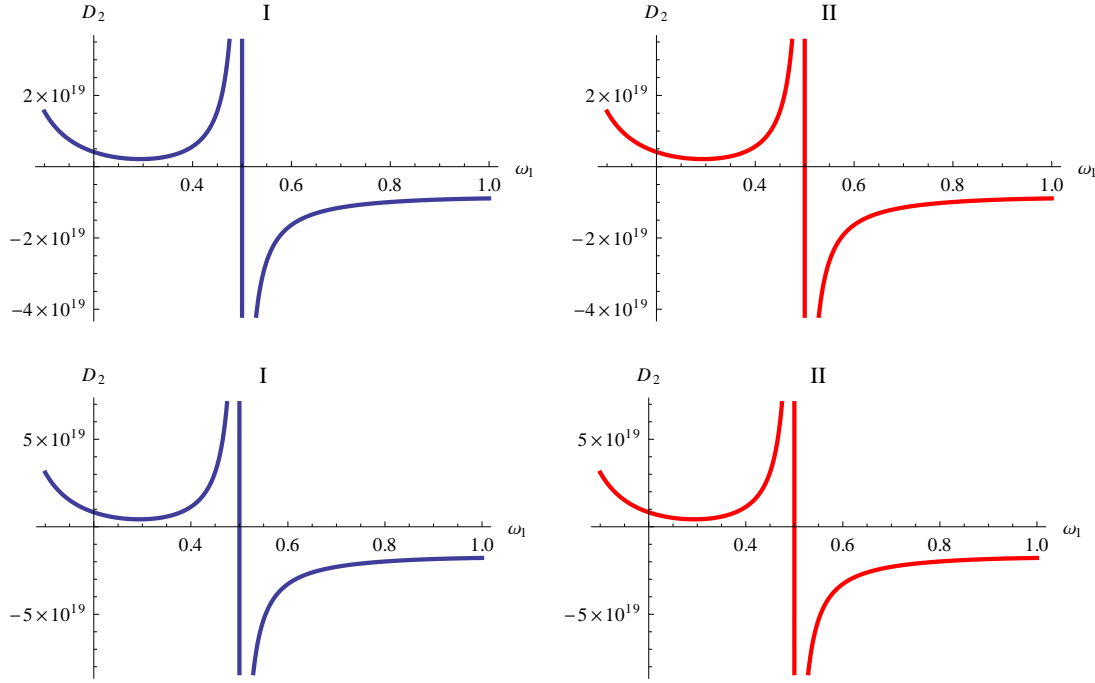 D₂ I
2×10¹⁹
−2×10¹⁹
−4×10¹⁹
0.4 0.6 0.8 1.0 ω₁
D₂ II
2×10¹⁹
−2×10¹⁹
−4×10¹⁹
0.4 0.6 0.8 1.0 ω₁
D₂ I
5×10¹⁹
−5×10¹⁹
0.4 0.6 0.8 1.0 ω₁
D₂ II
5×10¹⁹
−5×10¹⁹
0.4 0.6 0.8 1.0 ω₁